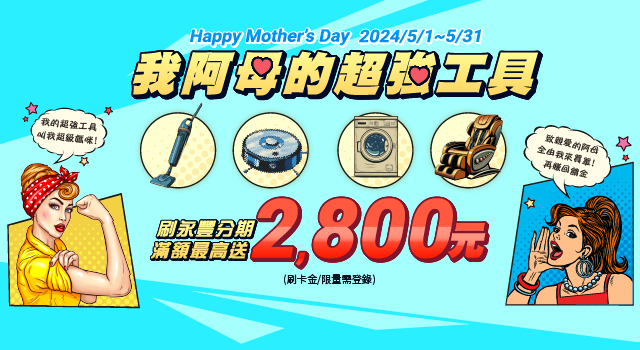 Happy Mother's Day 2024/5/1~5/31
我阿母的超強工具
我的超強工具
叫我超級媽咪!
致親愛的阿母
全由我來買單!
再賺回饋金
刷永豐分期
滿額最高送
2,800元
(刷卡金/限量需登錄)